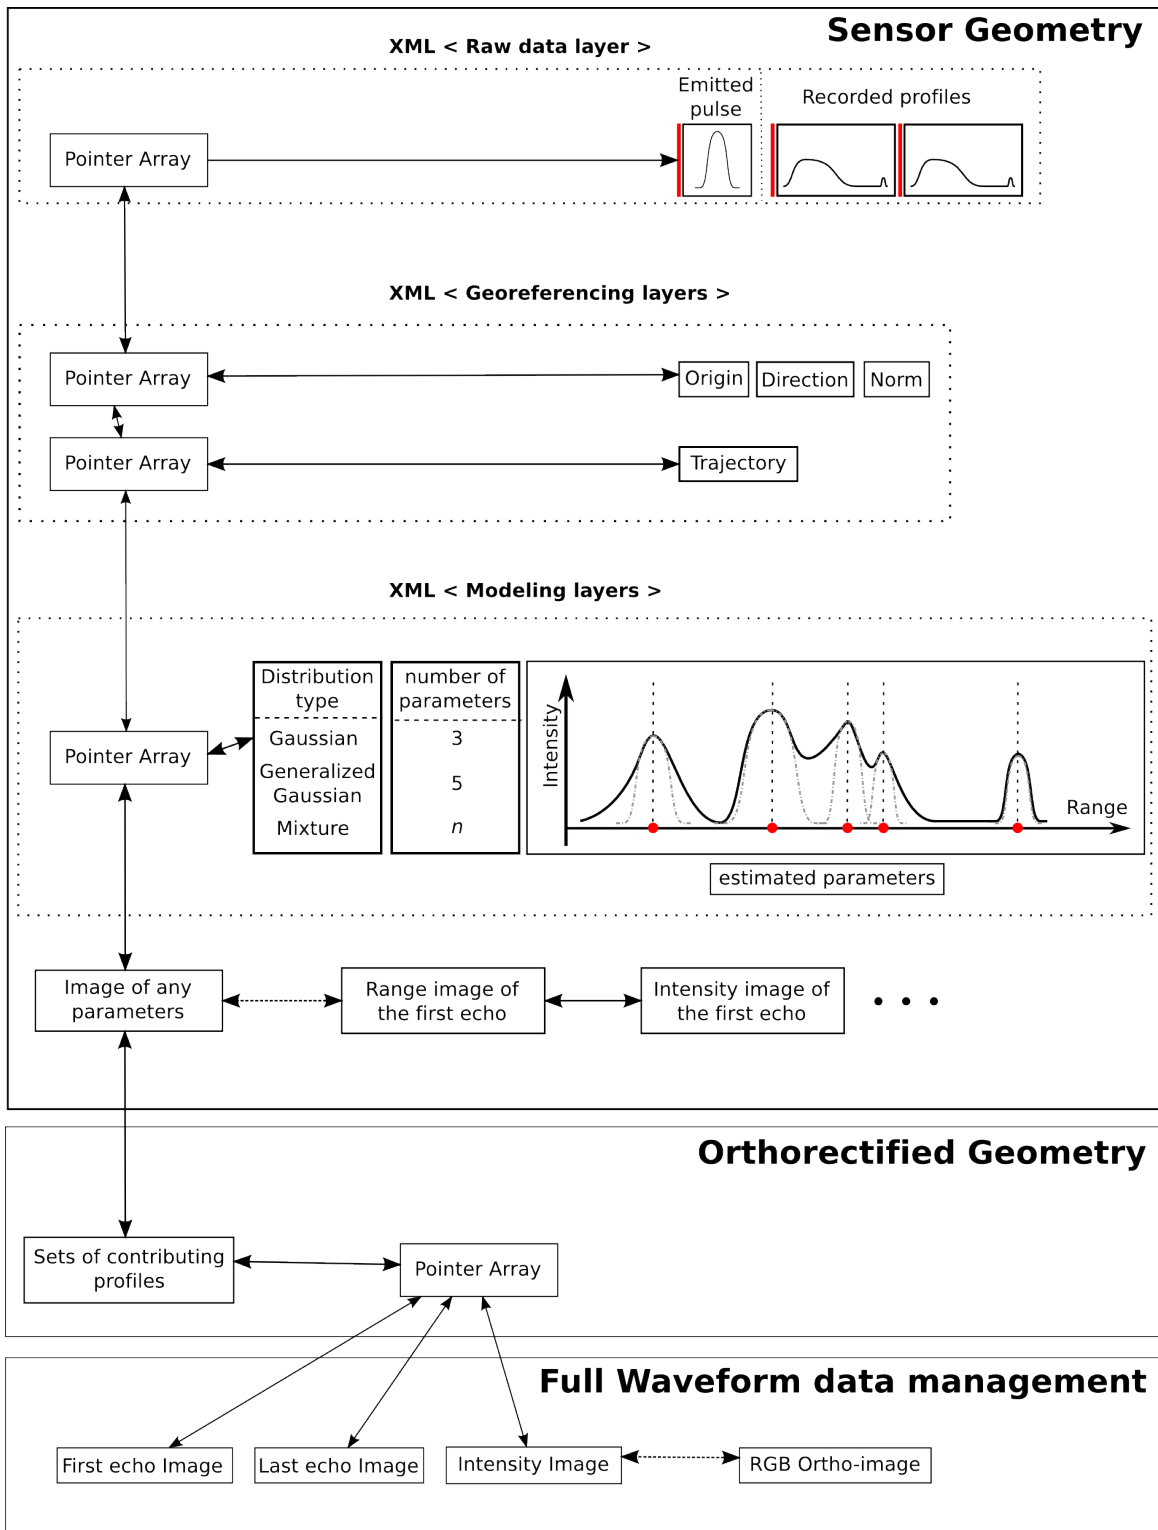 Sensor Geometry
XML < Raw data layer >
Emitted
pulse
Recorded profiles
Pointer Array
XML < Georeferencing layers >
Pointer Array
Origin
Direction
Norm
Pointer Array
Trajectory
XML < Modeling layers >
Pointer Array
Distribution
type
Gaussian
Generalized
Gaussian
Mixture
number of
parameters
3
5
n
Intensity
Range
estimated parameters
Image of any
parameters
Range image of
the first echo
Intensity image of
the first echo
• • •
Orthorectified Geometry
Sets of contributing
profiles
Pointer Array
Full Waveform data management
First echo Image
Last echo Image
Intensity Image
RGB Ortho-image